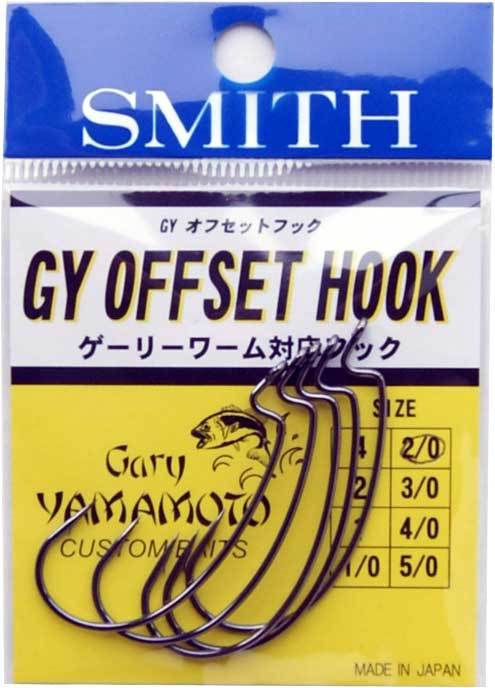 SMITH
GY オフセットフック
GY OFFSET HOOK
ゲーリーワーム対応フック
SIZE
4 2/0
2 3/0
4/0
1/0 5/0
Gary
YAMAMOTO
CUSTOM BAITS
MADE IN JAPAN